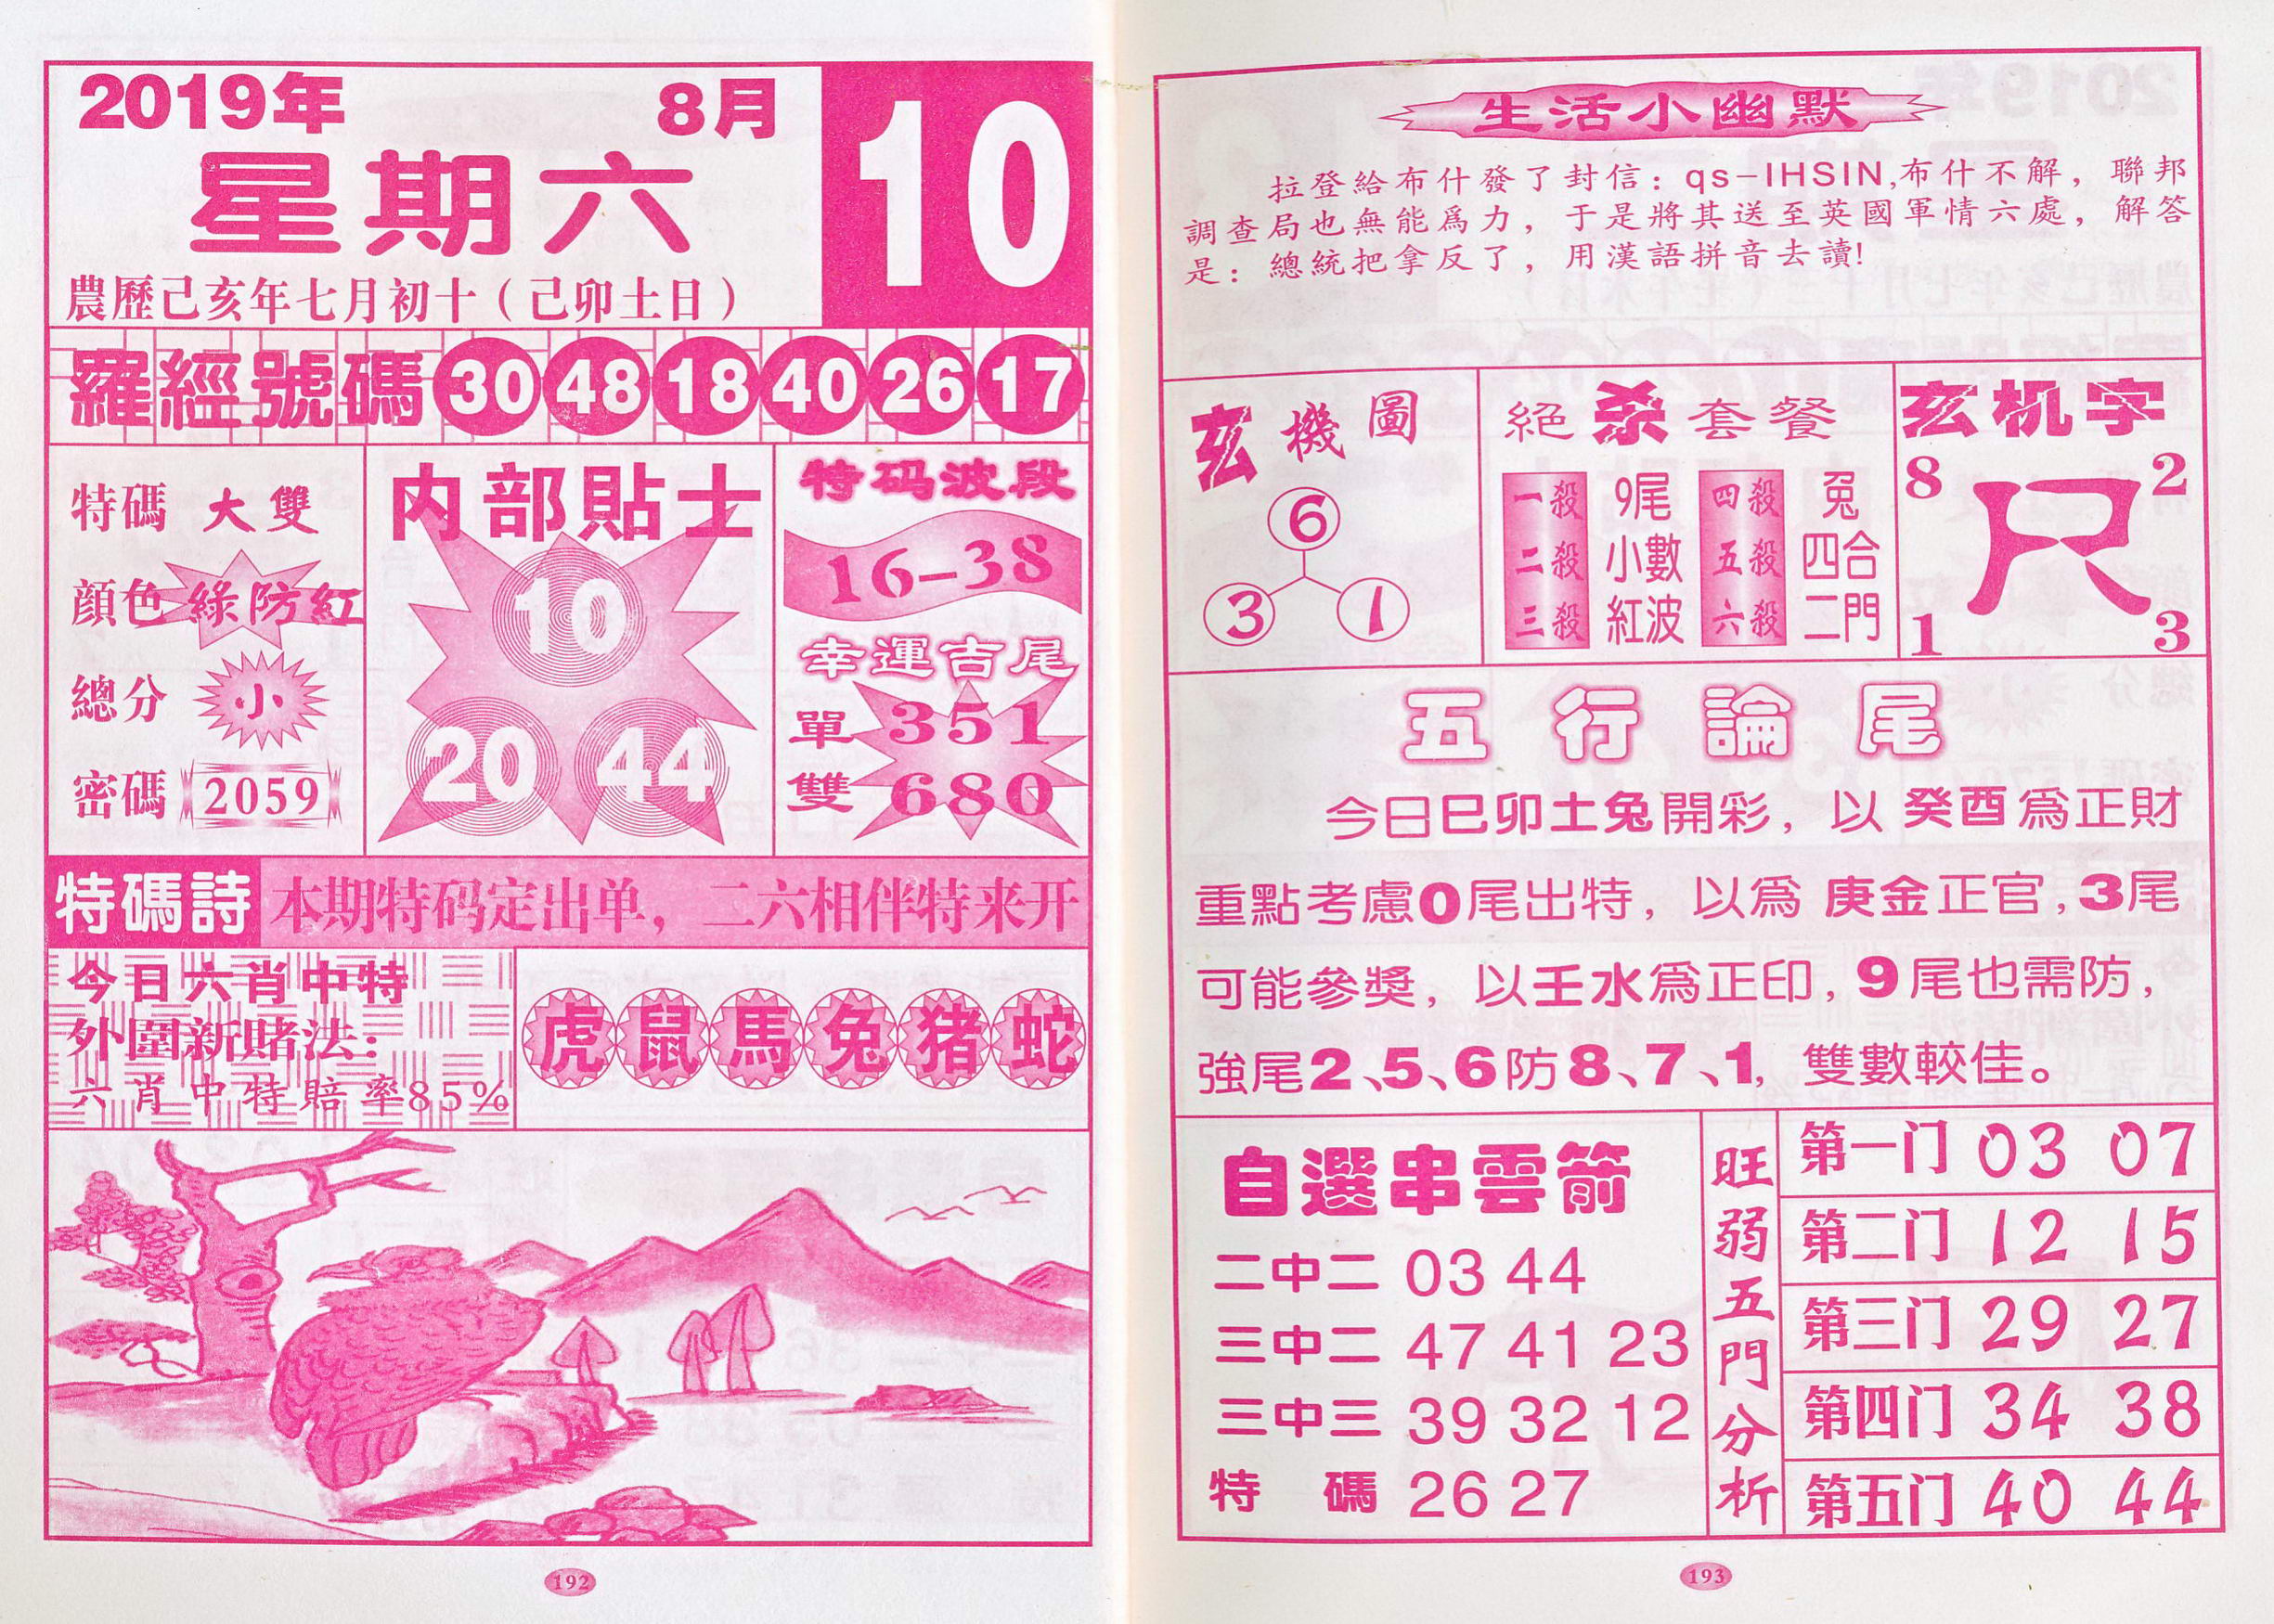 2019年 8月 10
星期六
農歷己亥年七月初十（己卯土日）
羅經號碼 30 48 18 40 26 17
特碼 大雙
顔色 綠防紅
總分 小
密碼 2059
内部貼士
10
20 44
特码波段
16-38
幸運吉尾
單 351
雙 680
特碼詩 本期特码定出单，二六相伴特来开
今日六肖中特
外圍新賭法：
六肖中特賠率85%
虎 鼠 馬 兔 猪 蛇
192
生活小幽默
拉登給布什發了封信：qs-IHSIN,布什不解，聯邦
調查局也無能爲力，于是將其送至英國軍情六處，解答
是：總統把拿反了，用漢語拼音去讀!
玄機圖
6
3 1
絕杀套餐
一殺 9尾 四殺 兔
二殺 小數 五殺 四合
三殺 紅波 六殺 二門
玄机字
8 2
尺
1 3
五行論尾
今日巳卯土兔開彩，以癸酉爲正財
重點考慮0尾出特，以爲庚金正官，3尾
可能參獎，以壬水爲正印，9尾也需防，
強尾2、5、6防8、7、1，雙數較佳。
自選串雲箭
二中二 03 44
三中二 47 41 23
三中三 39 32 12
特碼 26 27
旺弱五門分析
第一门 03 07
第二门 12 15
第三门 29 27
第四门 34 38
第五门 40 44
193